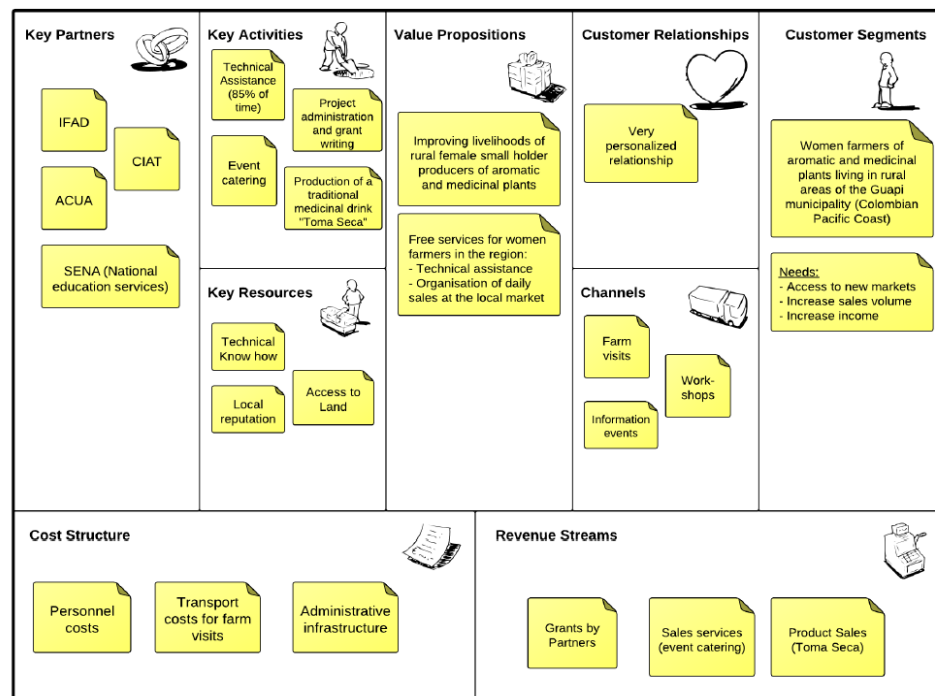 Key Partners
IFAD
CIAT
ACUA
SENA (National
education services)
Key Activities
Technical
Assistance
(85% of
time)
Project
administration
and grant
writing
Event
catering
Production of a
traditional
medicinal drink
"Toma Seca"
Key Resources
Technical
Know how
Access to
Land
Local
reputation
Value Propositions
Improving livelihoods of
rural female small holder
producers of aromatic
and medicinal plants
Free services for women
farmers in the region:
- Technical assistance
- Organisation of daily
sales at the local market
Customer Relationships
Very
personalized
relationship
Channels
Farm
visits
Work-
shops
Information
events
Customer Segments
Women farmers of
aromatic and medicinal
plants living in rural
areas of the Guapi
municipality (Colombian
Pacific Coast)
Needs:
- Access to new markets
- Increase sales volume
- Increase income
Cost Structure
Personnel
costs
Transport
costs for farm
visits
Administrative
infrastructure
Revenue Streams
Grants by
Partners
Sales services
(event catering)
Product Sales
(Toma Seca)